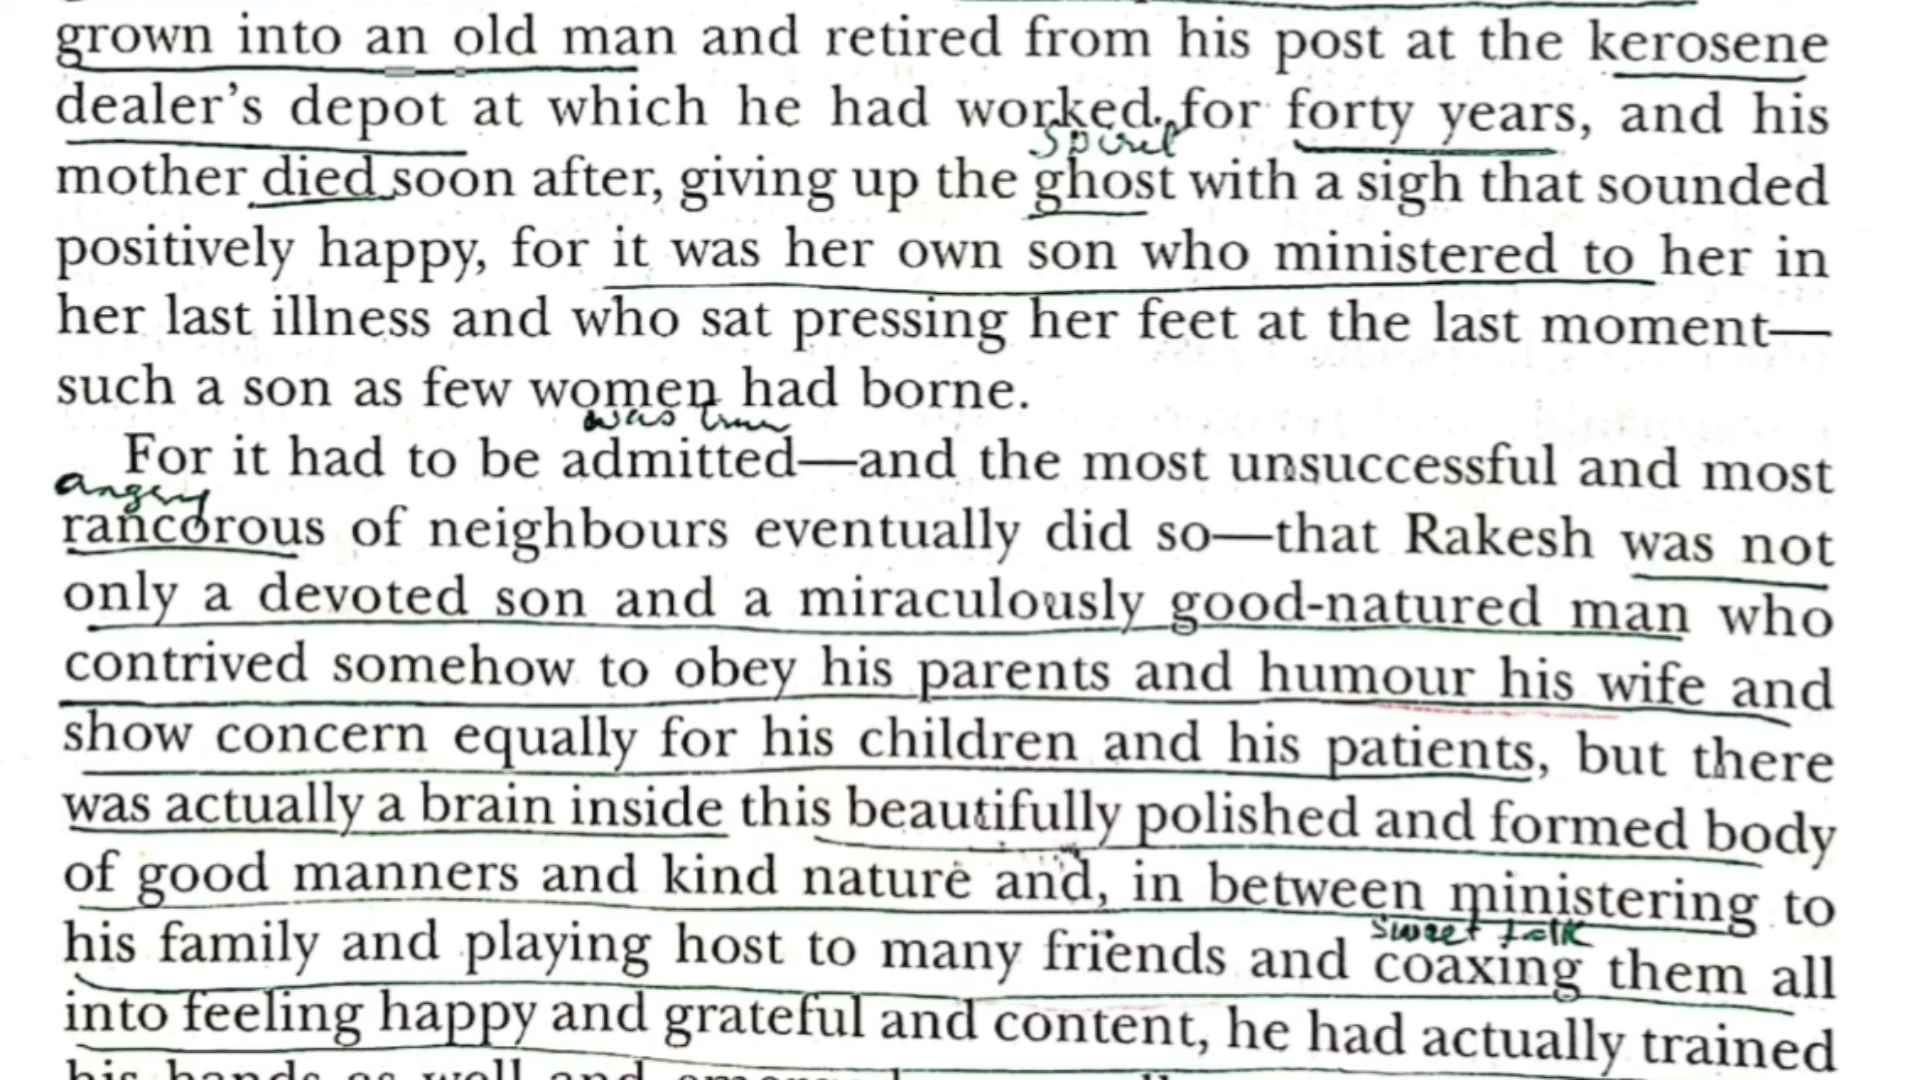 grown into an old man and retired from his post at the kerosene
dealer's depot at which he had worked for forty years, and his
mother died soon after, giving up the ghost with a sigh that sounded
positively happy, for it was her own son who ministered to her in
her last illness and who sat pressing her feet at the last moment—
such a son as few women had borne.
was true
For it had to be admitted—and the most unsuccessful and most
angry
rancorous of neighbours eventually did so—that Rakesh was not
only a devoted son and a miraculously good-natured man who
contrived somehow to obey his parents and humour his wife and
show concern equally for his children and his patients, but there
was actually a brain inside this beautifully polished and formed body
of good manners and kind nature and, in between ministering to
sweet talk
his family and playing host to many friends and coaxing them all
into feeling happy and grateful and content, he had actually trained
his hands as well and